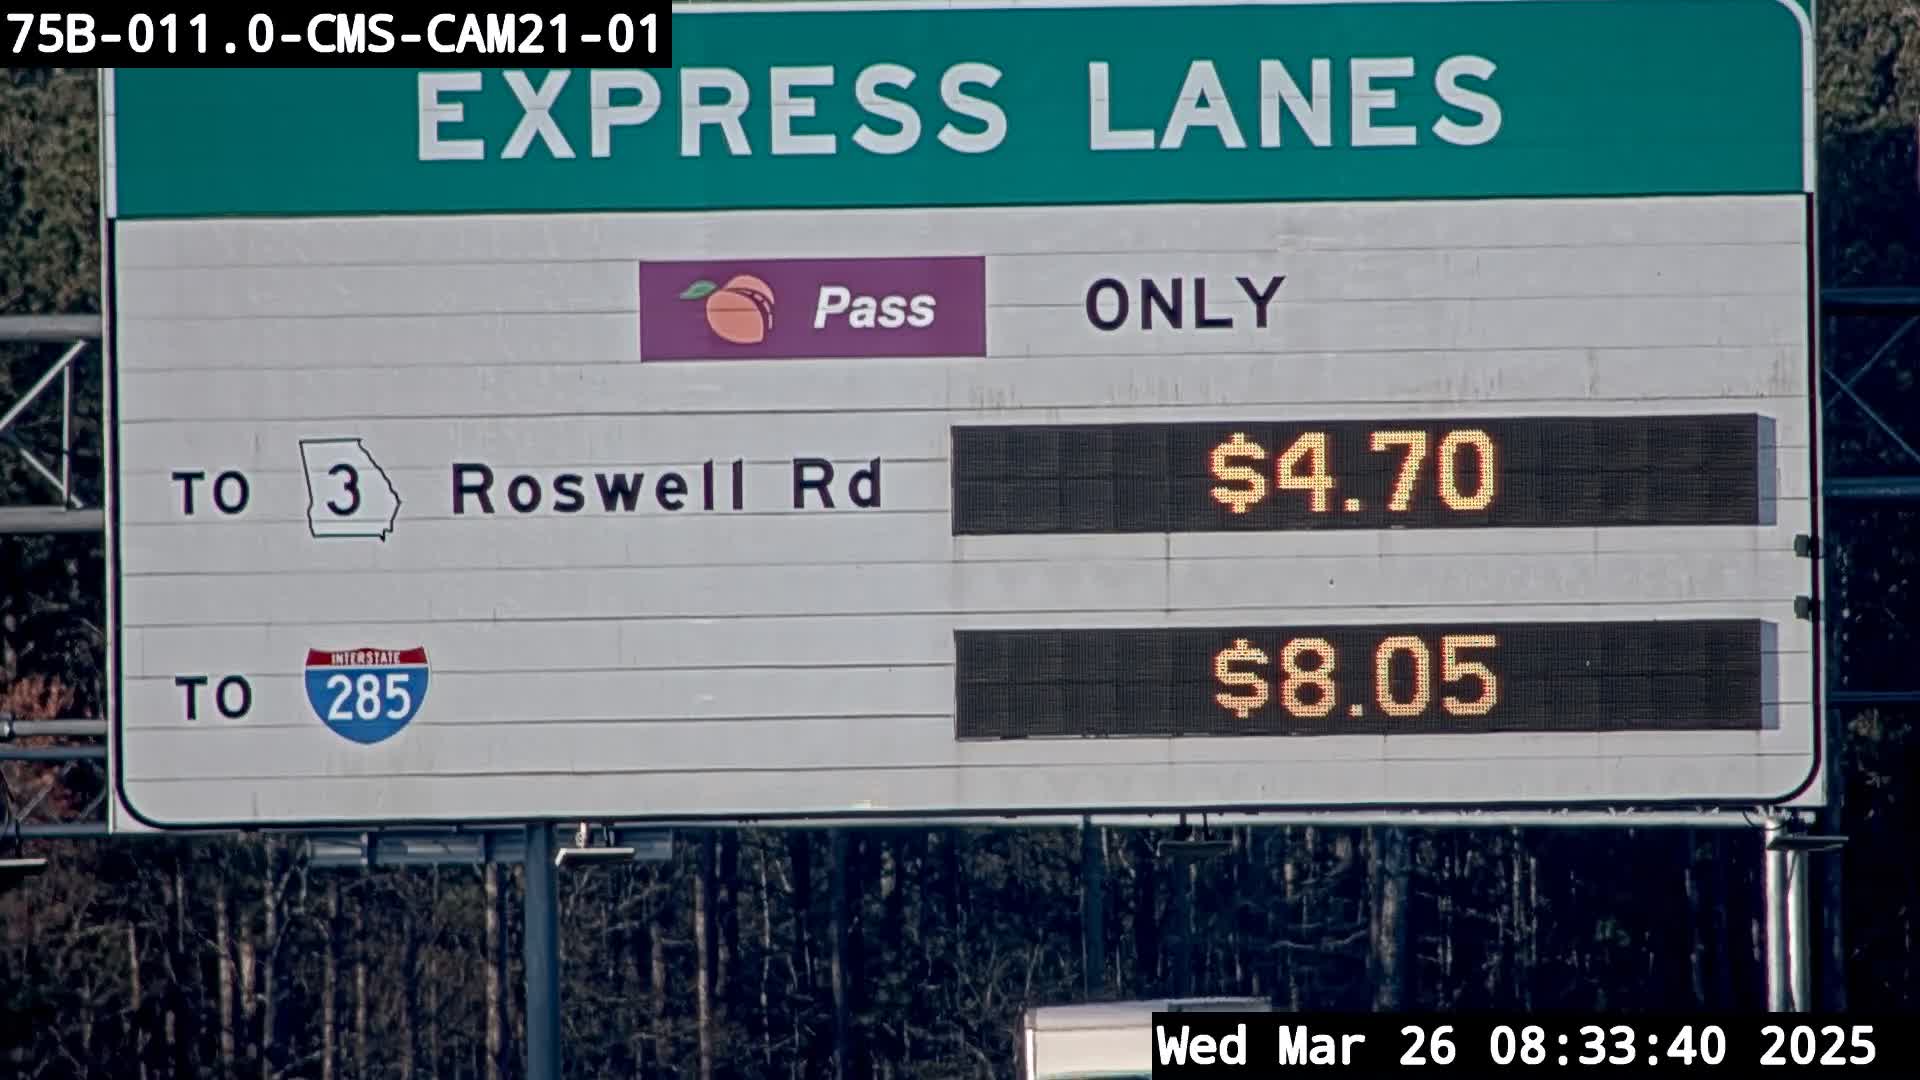 75B-011.0-CMS-CAM21-01
EXPRESS LANES
Pass ONLY
TO 3 Roswell Rd $4.70
INTERSTATE
TO 285 $8.05
Wed Mar 26 08:33:40 2025